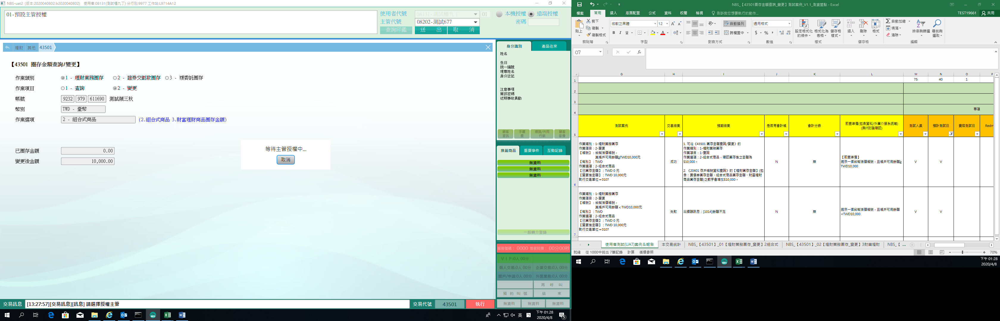 NBS-uat2 (版本:2020040802.b2020040802) 使用者:08131(測試櫃九丁) 分行別:9977 工作站:L9714A12
01-預設主管授權
使用者代號 08131-測試櫃九丁 01 本機授權 遠端授權
主管代號 08202-測試677 密碼
查詢印鑑 送 出 取 消
理財 其他 43501
【43501 圈存金額查詢/變更】
作業類別 1 - 理財業務圈存 2 - 證券交割款圈存 3 - 複委託圈存
作業項目 1 - 查詢 2 - 變更
帳號 9232 979 611690 測試顏三秋
幣別 TWD - 臺幣
作業選項 2 - 組合式商品 (2.組合式商品 3.財富理財商品圈存金額)
已圈存金額 0.00
變更後金額 10,000.00
等待主管授權中...
取消
身分識別 產品往來
姓名
生日
統一編號
理專姓名
身分註記
注意事項
簡訊密碼
近期事故異動
顧客資訊 手續費 通路/共同行銷 顧客影像
推薦商品 重要事件 互動記錄
無資料
無資料
無資料
一般轉介登錄
服務號碼: 0000 等候時間: 00分00秒
VIP:0人 00分
個人交易:0人 00分 企業交易:0人 00分
開戶/申請:0人 00分 外匯業務:0人 00分
再 呼 叫
預 約 叫 號 結 束
無資料 無資料 無資料
交易訊息 [13:27:57][交易訊息][訊息] 請選擇授權主管 交易代號 43501 執行
英 下午 01:28
2020/4/8
5
NBS_【43501圈存金額查詢_變更】測試案例_V1.1_測資盤點 - Excel
檔案 常用 插入 版面配置 公式 資料 校閱 檢視 告訴我您想要執行的動作... TEST19661 共用
貼上 剪下 複製 複製格式
微軟正黑體 12 自動換列 跨欄置中 通用格式
設定格式化的條件 格式化為表格 儲存格樣式 插入 刪除 格式
自動加總 填滿 清除 排序與篩選 尋找與選取
剪貼簿 字型 對齊方式 數值 樣式 儲存格 編輯
O7 fx
G H I J K L M N O P
1 75 40 1
2
3
4 專項
5 測試案例 交易結果 預期結果 是否有會計帳 會計分錄 前置準備(包含資料/外圍介接系統等)
(與IT討論確認) 測試人員 預計測試日 實際測試日 Redm
作業類別:1-理財業務圈存
作業項目:2-變更
【帳號】:台幣活儲帳號,
其帳戶可用餘額≧TWD10,000元
【幣別】:TWD
作業選項:2-組合式商品
【已圈存金額】:TWD 0 元
【變更後金額】:TWD 10,000元
執行交易單位=0107
成功
1. 可從《43501 圈存金額查詢/變更》的
作業類別:1-理財業務圈存
作業項目:1-查詢
作業選項:2-組合式商品,確認圈存後之金額為
$10,000。
2. 《20401 存戶帳號資料查詢》的【理財圈存金額】(包
含:票債券圈存金額、組合式商品圈存金額、財富理財
商品圈存金額)之數字會增加$10,000。
N 無
【前置準備】
提供一個台幣活儲帳號,且帳戶可用餘額≧
TWD10,000
V V
6
作業類別:1-理財業務圈存
作業項目:2-變更
【帳號】:台幣活儲帳號,
其帳戶可用餘額<TWD10,000元
【幣別】:TWD
作業選項:2-組合式商品
【已圈存金額】:TWD 0 元
【變更後金額】:TWD 10,000元
執行交易單位=0107
失敗
出錯誤訊息:[1014]餘額不足
N 無
提供一個台幣活儲帳號,且帳戶可用餘額
<TWD10,000
V V
7
使用者測試(UAT)案例&報告 本交易統計 NBS_【43501】_01【理財業務圈存_變更】2組合式 NBS_【43501】_02【理財業務圈存_變更】3財富理財 NBS_【 ...
就緒 從 1000中找出 7筆記錄 計算 循環參照 70%
下午 01:28
2020/4/8